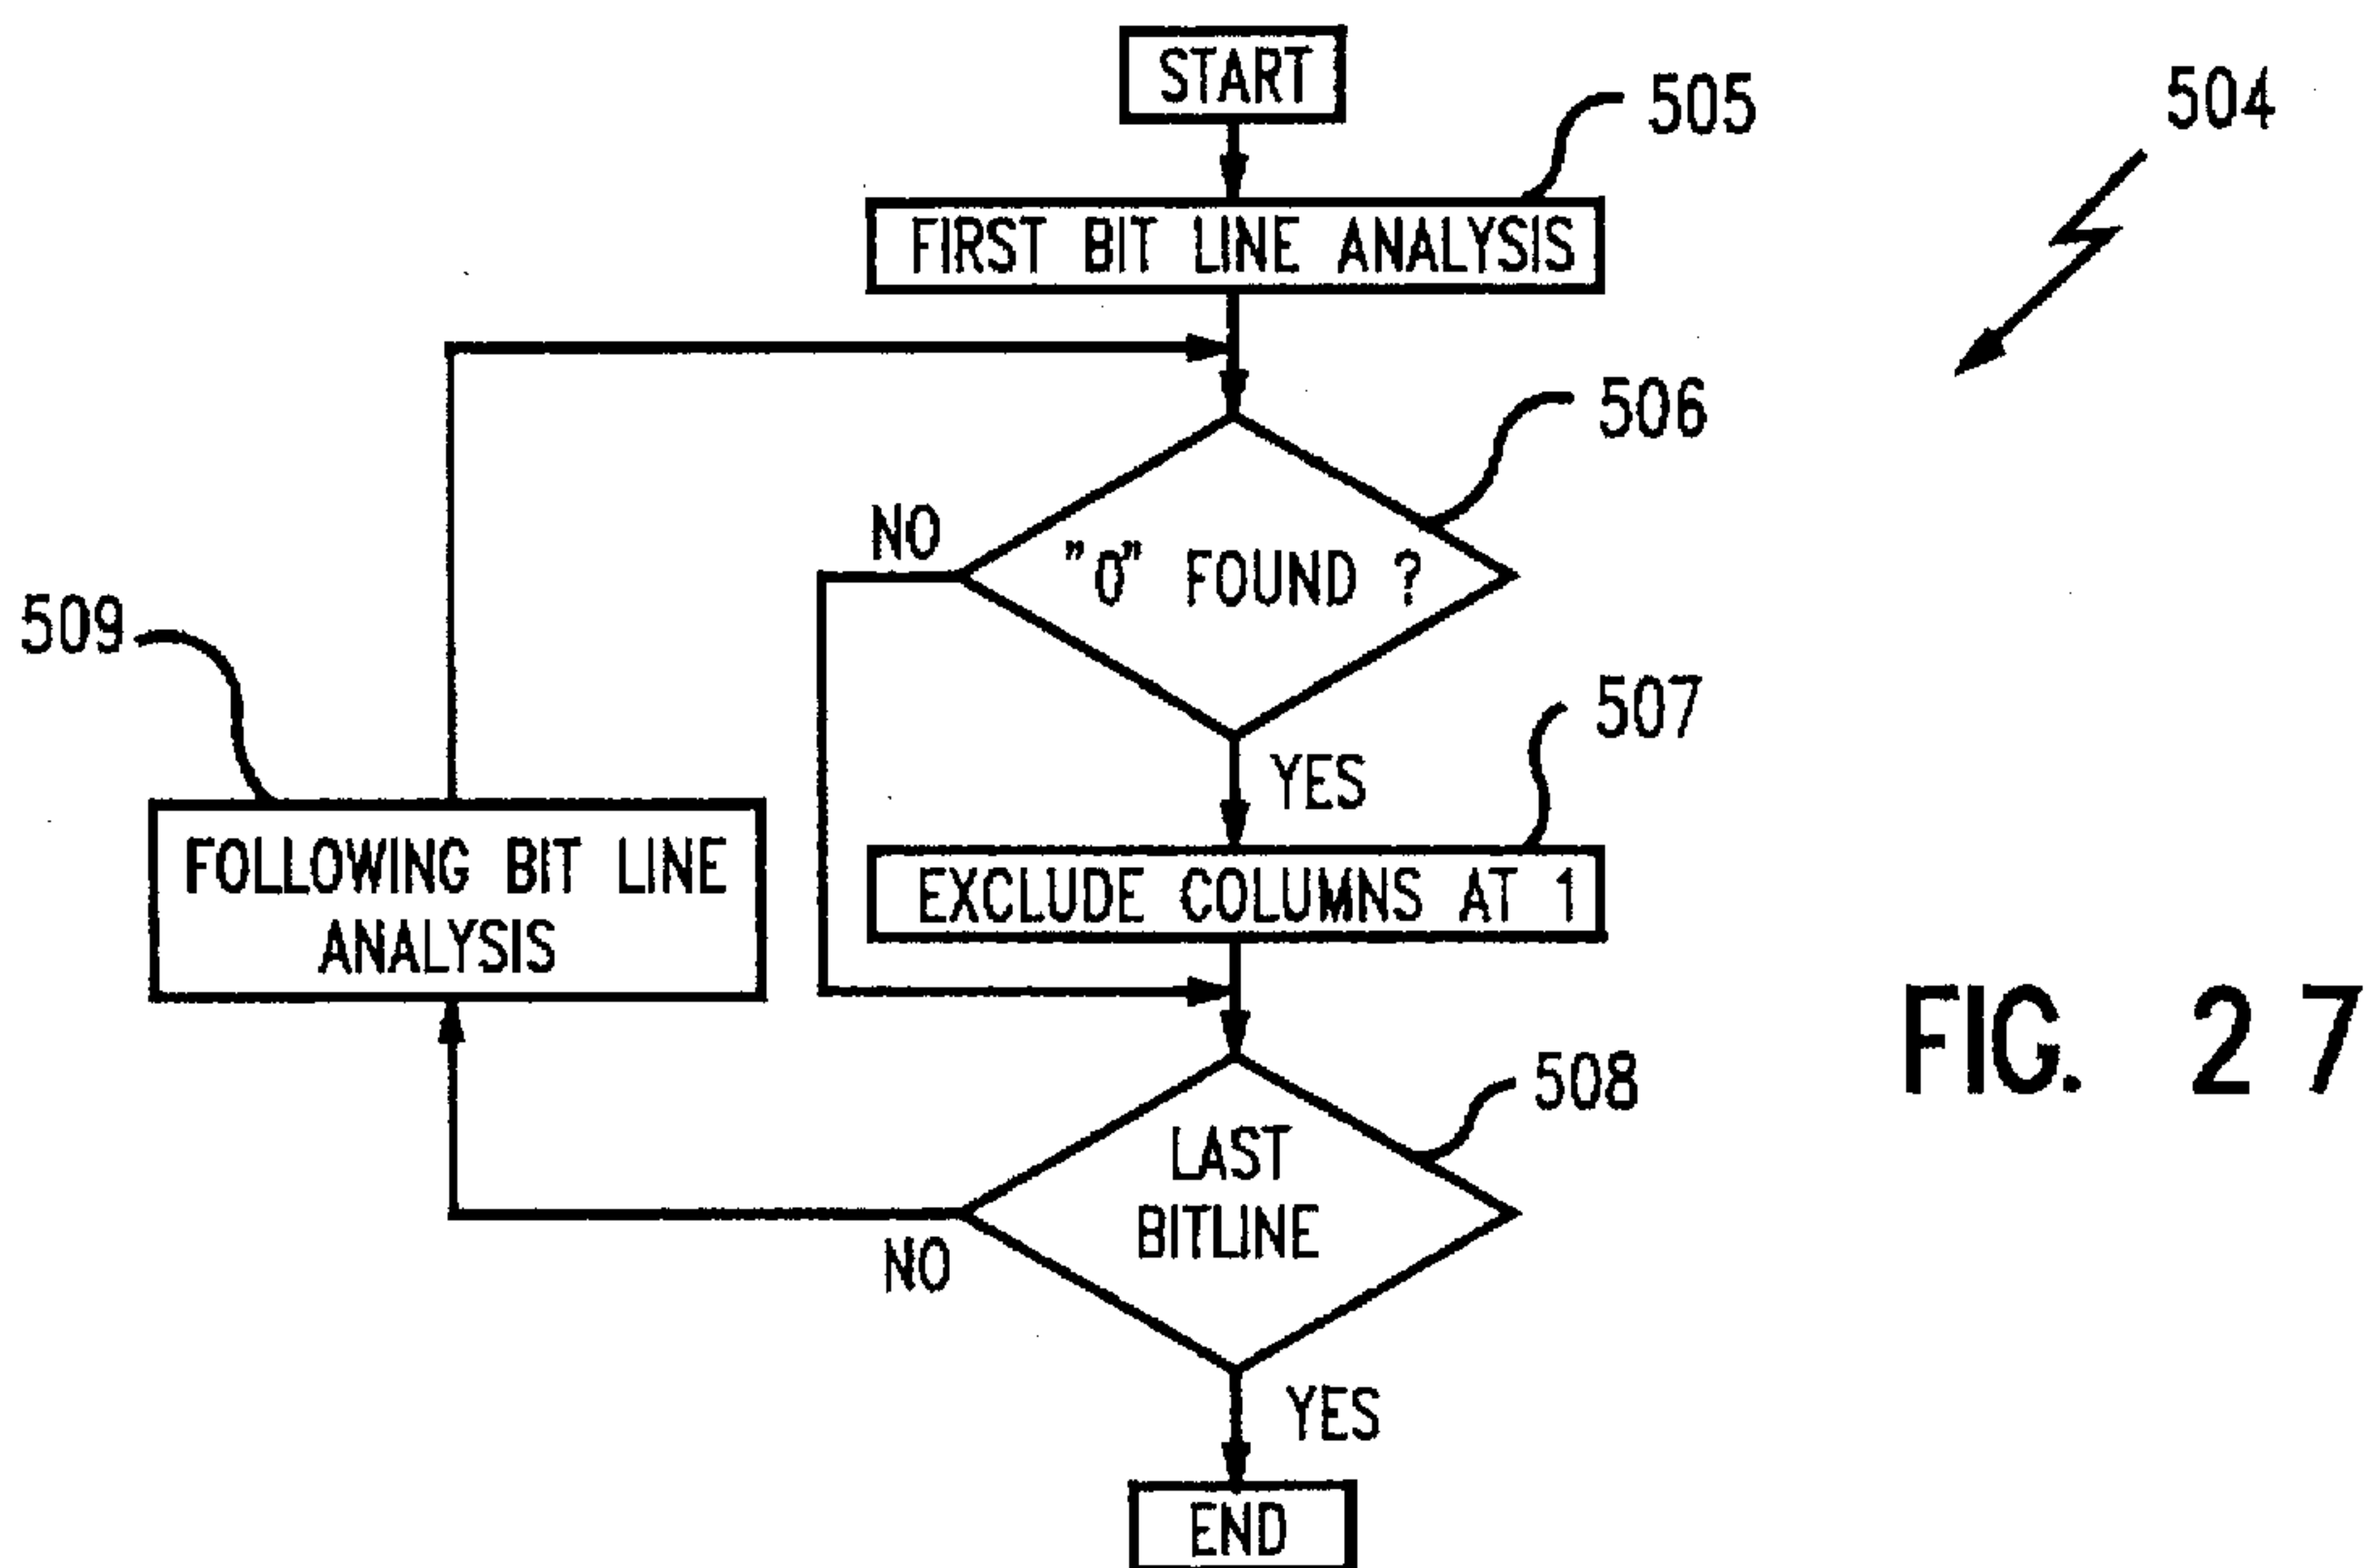 START
505
504
FIRST BIT LINE ANALYSIS
506
NO
"0" FOUND ?
509
507
YES
FOLLOWING BIT LINE
ANALYSIS
EXCLUDE COLUMNS AT 1
FIG. 27
508
LAST
BITLINE
NO
YES
END